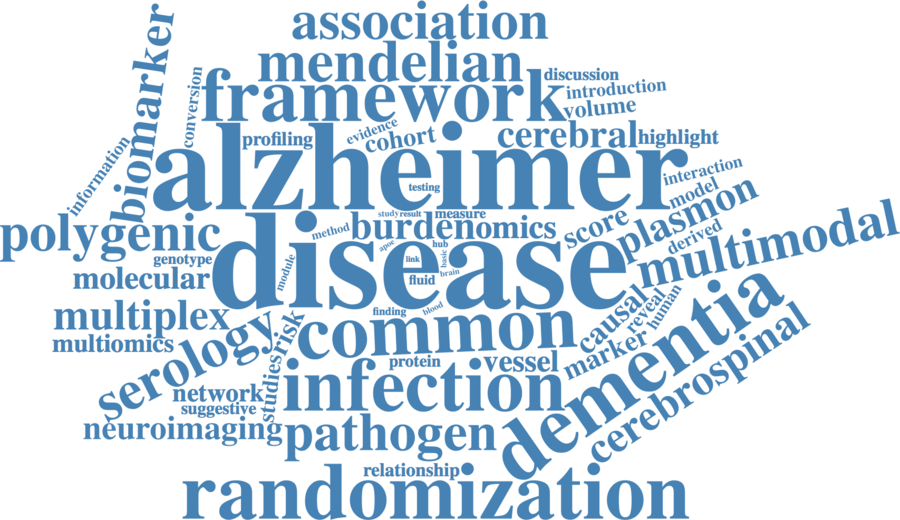 association
mendelian
discussion
biomarker
conversion
framework
introduction
volume
information
profiling
evidence
cohort
cerebral
highlight
alzheimer
testing
interaction
model
polygenic
method
study
result
measure
burden
omics
score
plasmon
genotype
molecular
module
disease
apoe
link
hub
basic
brain
fluid
derived
multimodal
multiplex
multiomics
serology
risk
finding
blood
common
causal
reveal
human
studies
protein
vessel
marker
dementia
cerebrospinal
network
suggestive
infection
neuroimaging
pathogen
relationship
randomization